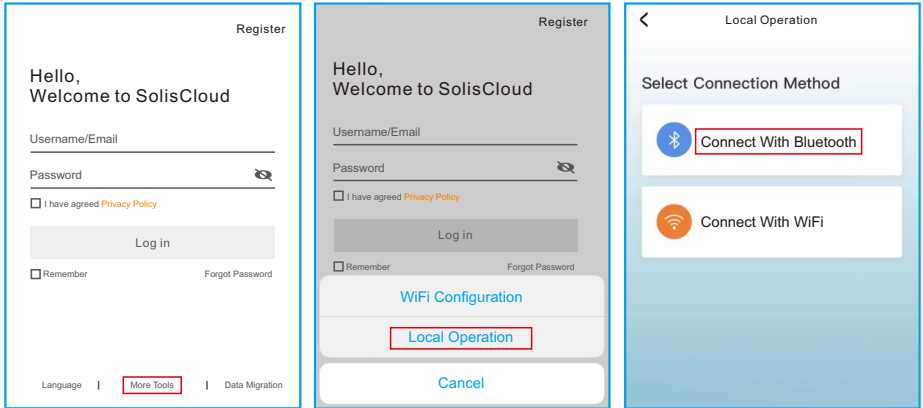 Register
Hello,
Welcome to SolisCloud
Username/Email
Password
I have agreed Privacy Policy
Log in
Remember Forgot Password
Language | More Tools | Data Migration
Register
Hello,
Welcome to SolisCloud
Username/Email
Password
I have agreed Privacy Policy
Log in
Remember Forgot Password
WiFi Configuration
Local Operation
Cancel
Local Operation
Select Connection Method
Connect With Bluetooth
Connect With WiFi